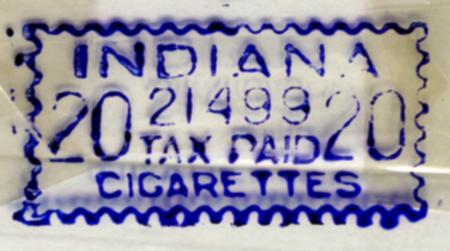 INDIANA
20 21499 20
TAX PAID
CIGARETTES